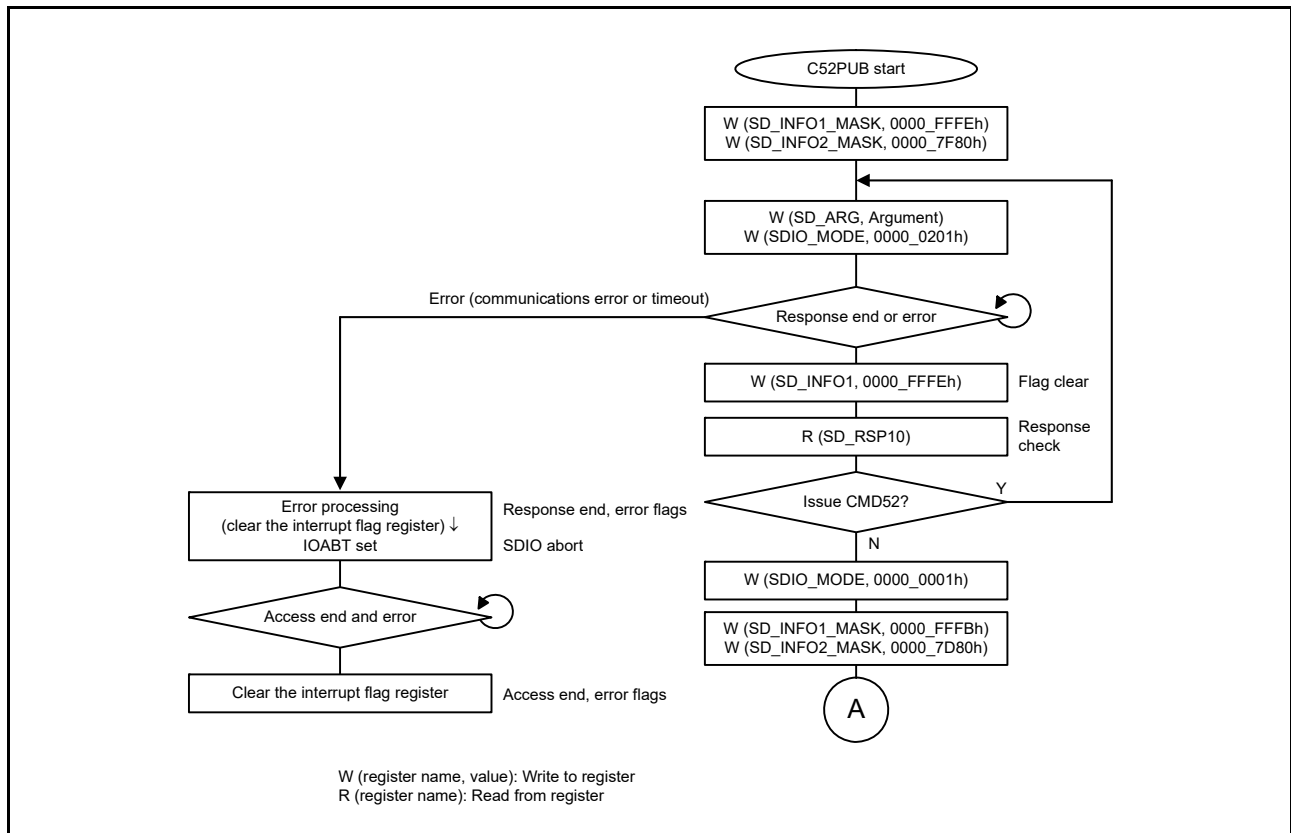 C52PUB start
W (SD_INFO1_MASK, 0000_FFFEh)
W (SD_INFO2_MASK, 0000_7F80h)
W (SD_ARG, Argument)
W (SDIO_MODE, 0000_0201h)
Error (communications error or timeout)
Response end or error
W (SD_INFO1, 0000_FFFEh)
Flag clear
R (SD_RSP10)
Response
check
Issue CMD52?
Y
N
W (SDIO_MODE, 0000_0001h)
W (SD_INFO1_MASK, 0000_FFFBh)
W (SD_INFO2_MASK, 0000_7D80h)
A
Error processing
(clear the interrupt flag register) ↓
IOABT set
Response end, error flags
SDIO abort
Access end and error
Clear the interrupt flag register
Access end, error flags
W (register name, value): Write to register
R (register name): Read from register